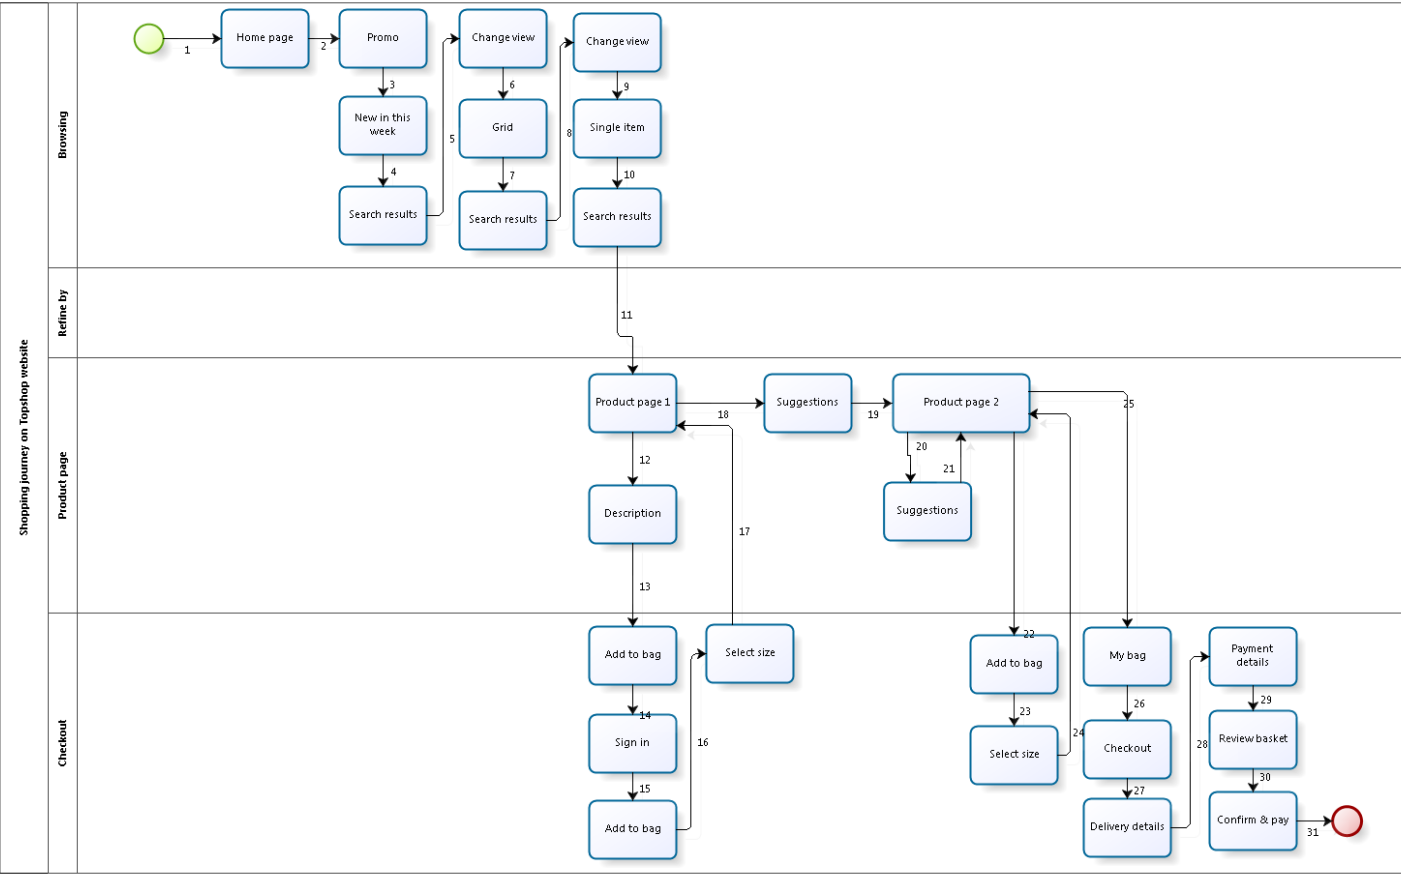 Shopping journey on Topshop website
Browsing
1
Home page
2
Promo
3
New in this
week
4
Search results
5
Change view
6
Grid
7
Search results
8
Change view
9
Single item
10
Search results
Refine by
11
Product page
Product page 1
12
Description
13
17
18
Suggestions
19
Product page 2
20
21
Suggestions
25
Checkout
Add to bag
14
Sign in
15
Add to bag
16
Select size
22
Add to bag
23
Select size
24
My bag
26
Checkout
27
Delivery details
28
Payment
details
29
Review basket
30
Confirm & pay
31